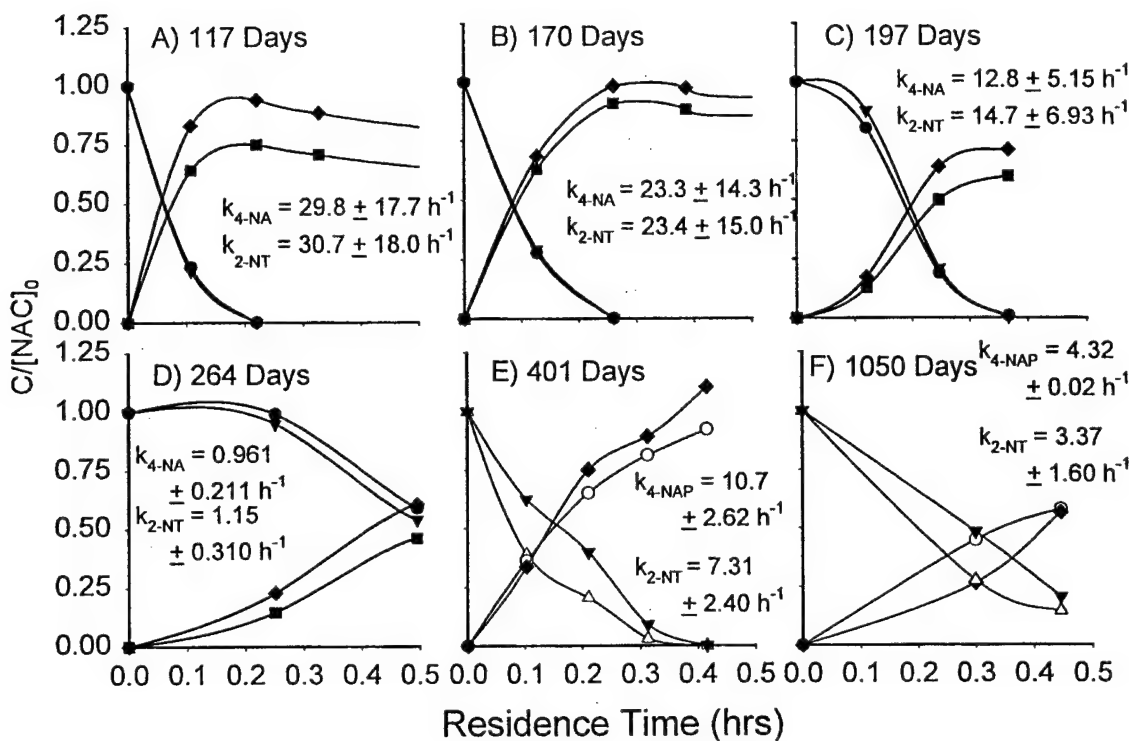 C/[NAC]₀
1.25
1.00
0.75
0.50
0.25
0.00
A) 117 Days
k₄₋NA = 29.8 ± 17.7 h⁻¹
k₂₋NT = 30.7 ± 18.0 h⁻¹
B) 170 Days
k₄₋NA = 23.3 ± 14.3 h⁻¹
k₂₋NT = 23.4 ± 15.0 h⁻¹
C) 197 Days
k₄₋NA = 12.8 ± 5.15 h⁻¹
k₂₋NT = 14.7 ± 6.93 h⁻¹
1.25
1.00
0.75
0.50
0.25
0.00
D) 264 Days
k₄₋NA = 0.961
± 0.211 h⁻¹
k₂₋NT = 1.15
± 0.310 h⁻¹
E) 401 Days
k₄₋NAP = 10.7
± 2.62 h⁻¹
k₂₋NT = 7.31
± 2.40 h⁻¹
F) 1050 Days
k₄₋NAP = 4.32
± 0.02 h⁻¹
k₂₋NT = 3.37
± 1.60 h⁻¹
0.0 0.1 0.2 0.3 0.4 0.5
0.0 0.1 0.2 0.3 0.4 0.5
0.0 0.1 0.2 0.3 0.4 0.5
Residence Time (hrs)